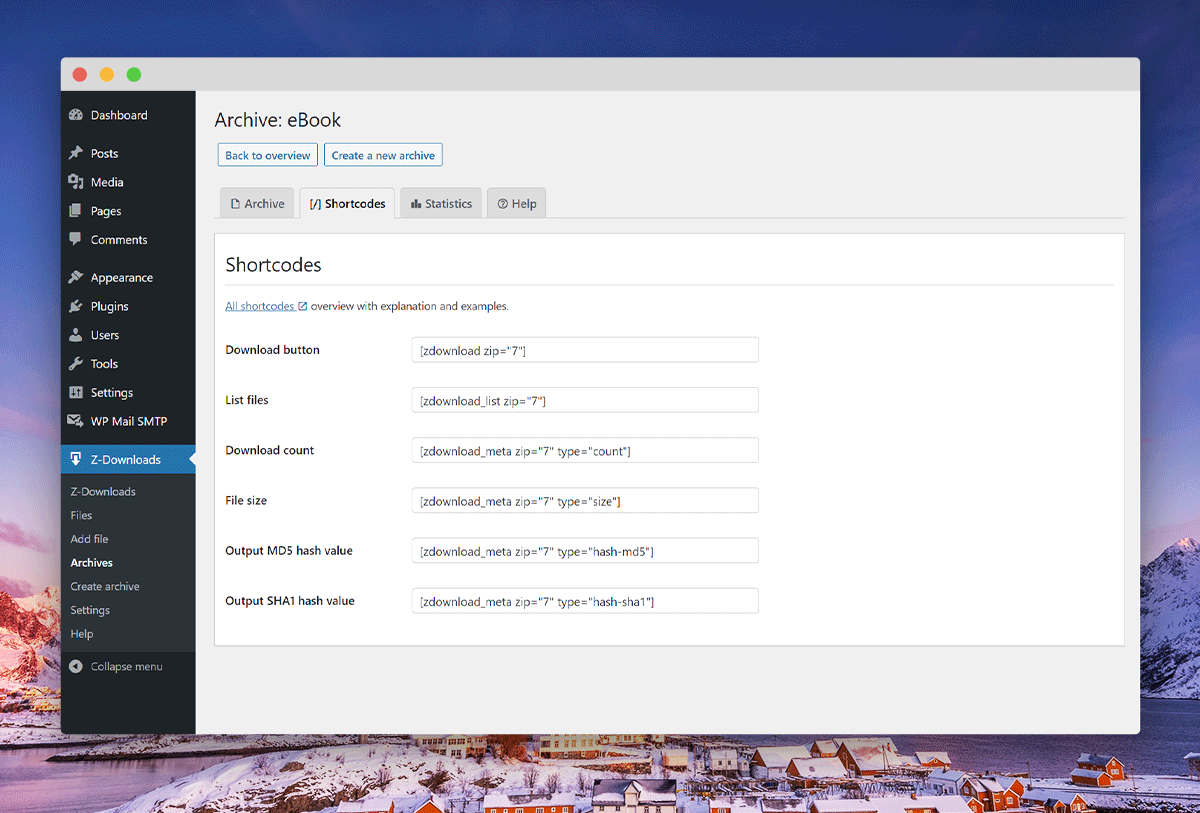 Dashboard
Posts
Media
Pages
Comments
Appearance
Plugins
Users
Tools
Settings
WP Mail SMTP
Z-Downloads
Z-Downloads
Files
Add file
Archives
Create archive
Settings
Help
Collapse menu
Archive: eBook
Back to overview Create a new archive
Archive [/] Shortcodes Statistics Help
Shortcodes
All shortcodes overview with explanation and examples.
Download button [zdownload zip="7"]
List files [zdownload_list zip="7"]
Download count [zdownload_meta zip="7" type="count"]
File size [zdownload_meta zip="7" type="size"]
Output MD5 hash value [zdownload_meta zip="7" type="hash-md5"]
Output SHA1 hash value [zdownload_meta zip="7" type="hash-sha1"]